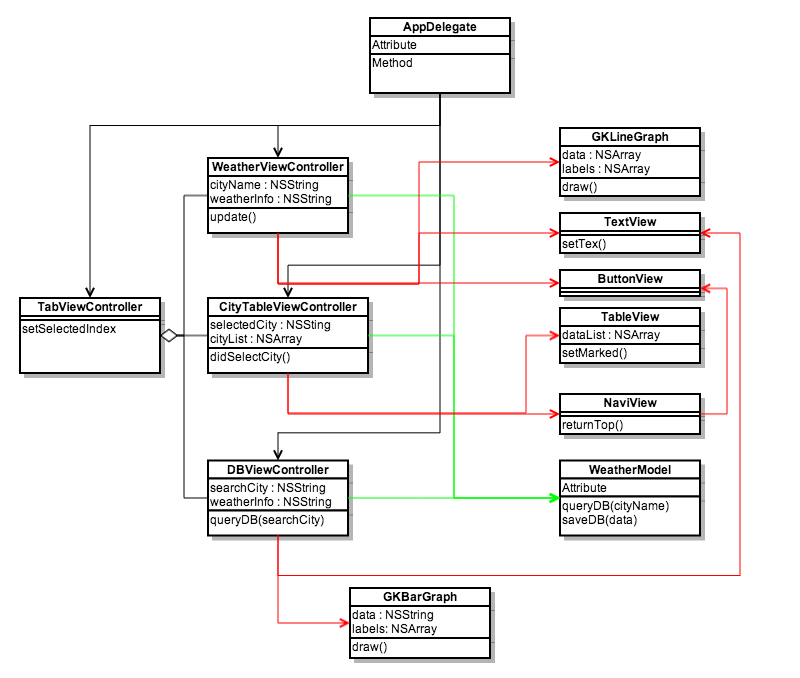 AppDelegate
Attribute
Method
GKLineGraph
data : NSArray
labels : NSArray
draw()
WeatherViewController
cityName : NSString
weatherInfo : NSString
update()
TextView
setTex()
ButtonView
TabViewController
setSelectedIndex
CityTableViewController
selectedCity : NSSting
cityList : NSArray
didSelectCity()
TableView
dataList : NSArray
setMarked()
NaviView
returnTop()
DBViewController
searchCity : NSString
weatherInfo : NSString
queryDB(searchCity)
WeatherModel
Attribute
queryDB(cityName)
saveDB(data)
GKBarGraph
data : NSString
labels: NSArray
draw()